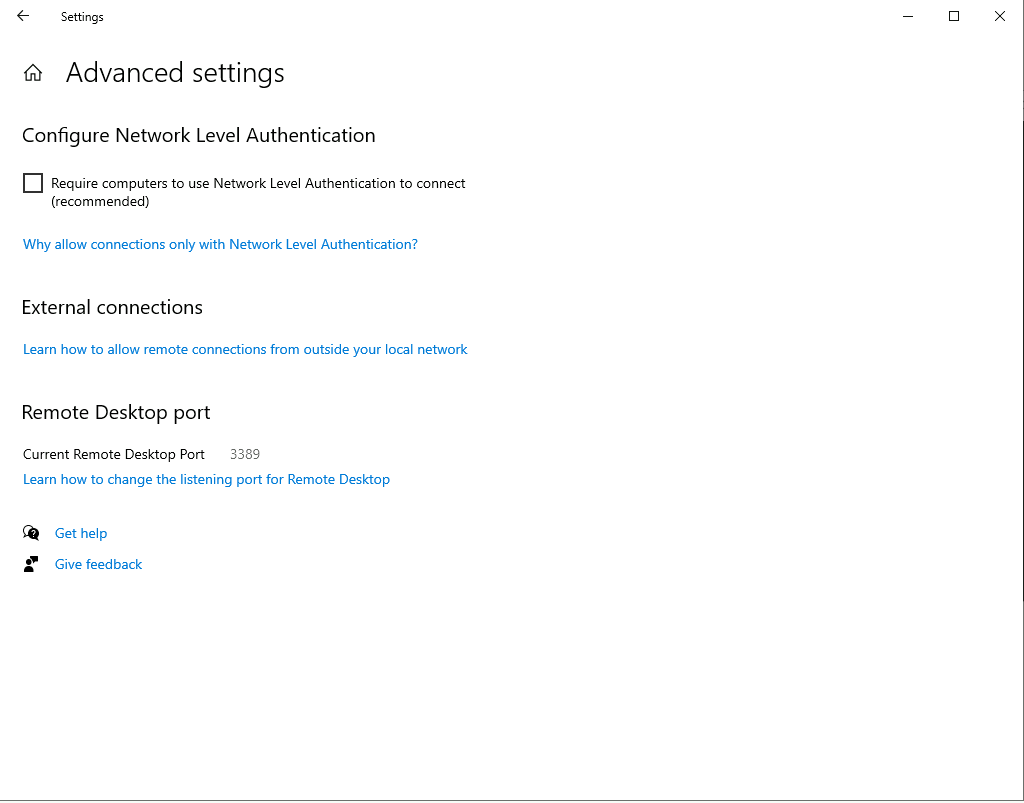 Settings
Advanced settings
Configure Network Level Authentication
Require computers to use Network Level Authentication to connect
(recommended)
Why allow connections only with Network Level Authentication?
External connections
Learn how to allow remote connections from outside your local network
Remote Desktop port
Current Remote Desktop Port 3389
Learn how to change the listening port for Remote Desktop
Get help
Give feedback